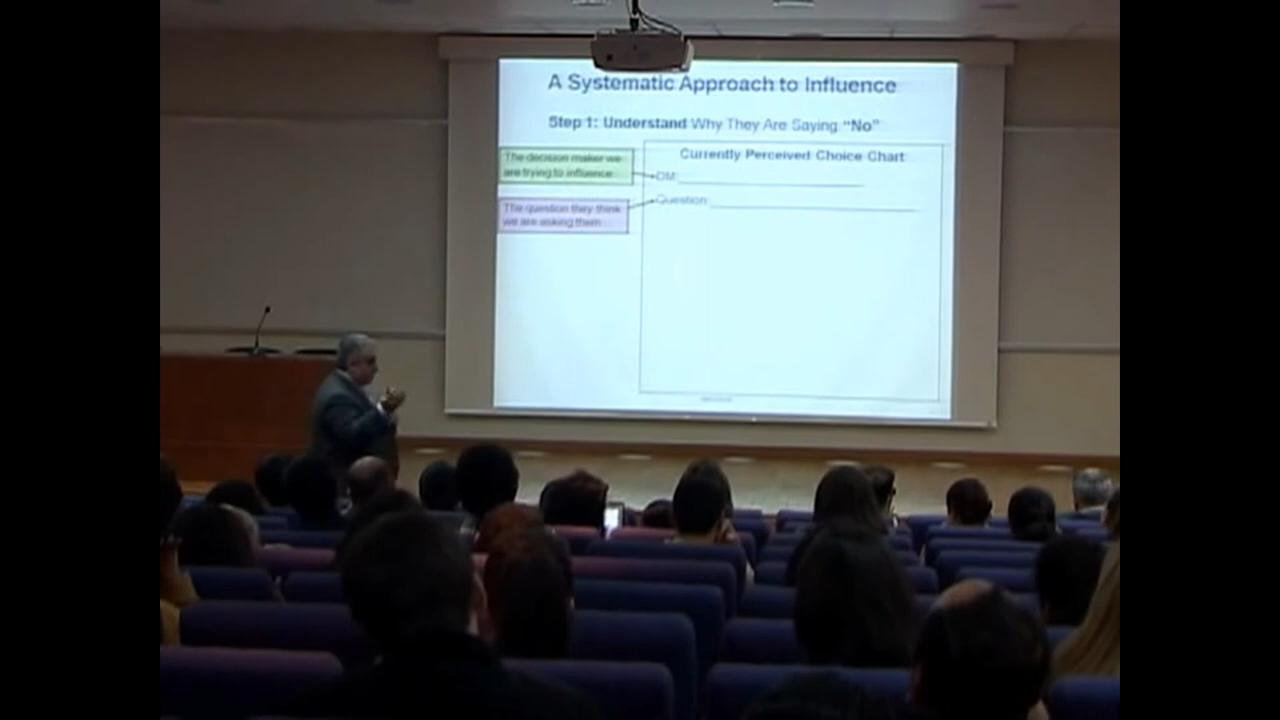 A Systematic Approach to Influence
Step 1: Understand Why They Are Saying “No”
Currently Perceived Choice Chart
The decision maker we
are trying to influence
DM:
The question they think
we are asking them
Question: